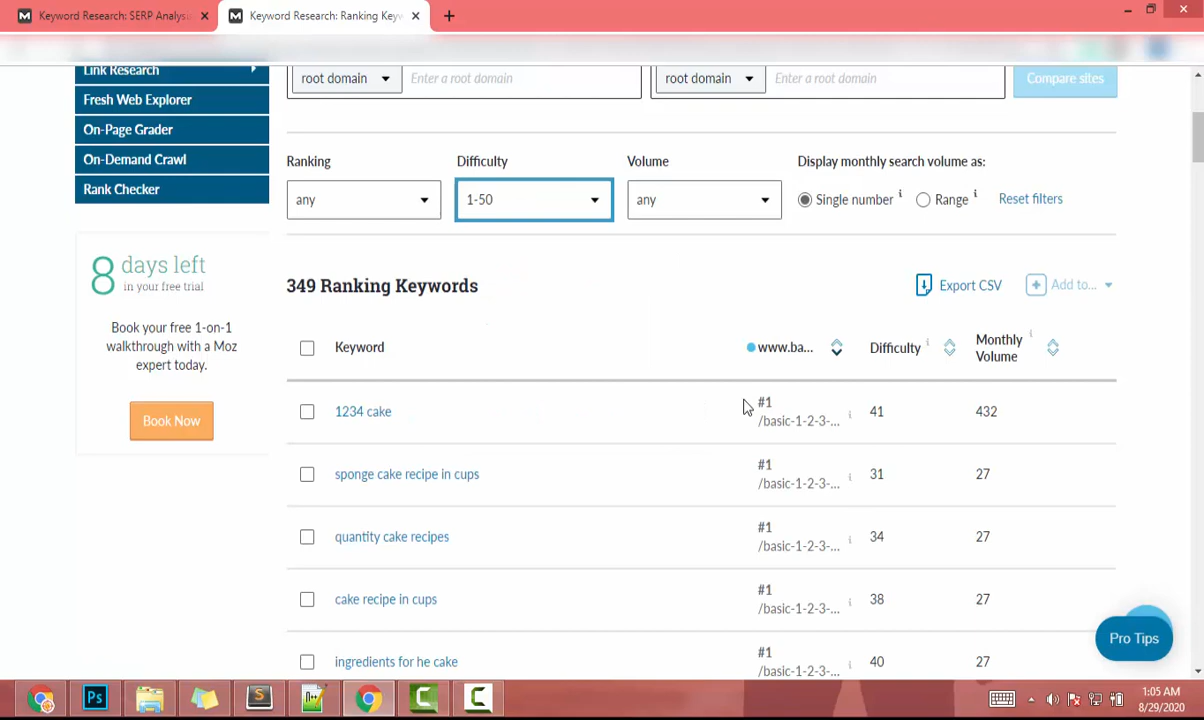 Keyword Research: SERP Analys
Keyword Research: Ranking Key
Link Research
Fresh Web Explorer
On-Page Grader
On-Demand Crawl
Rank Checker
root domain
Enter a root domain
root domain
Enter a root domain
Compare sites
Ranking
Difficulty
Volume
Display monthly search volume as:
any
1-50
any
Single number i
Range i
Reset filters
8 days left
in your free trial
Book your free 1-on-1
walkthrough with a Moz
expert today.
Book Now
349 Ranking Keywords
Export CSV
Add to...
Keyword
www.ba...
Difficulty i
Monthly
Volume i
1234 cake
#1
/basic-1-2-3-... i
41
432
sponge cake recipe in cups
#1
/basic-1-2-3-... i
31
27
quantity cake recipes
#1
/basic-1-2-3-... i
34
27
cake recipe in cups
#1
/basic-1-2-3-... i
38
27
ingredients for he cake
#1
/basic-1-2-3-... i
40
27
Pro Tips
Ps
S
1:05 AM
8/29/2020